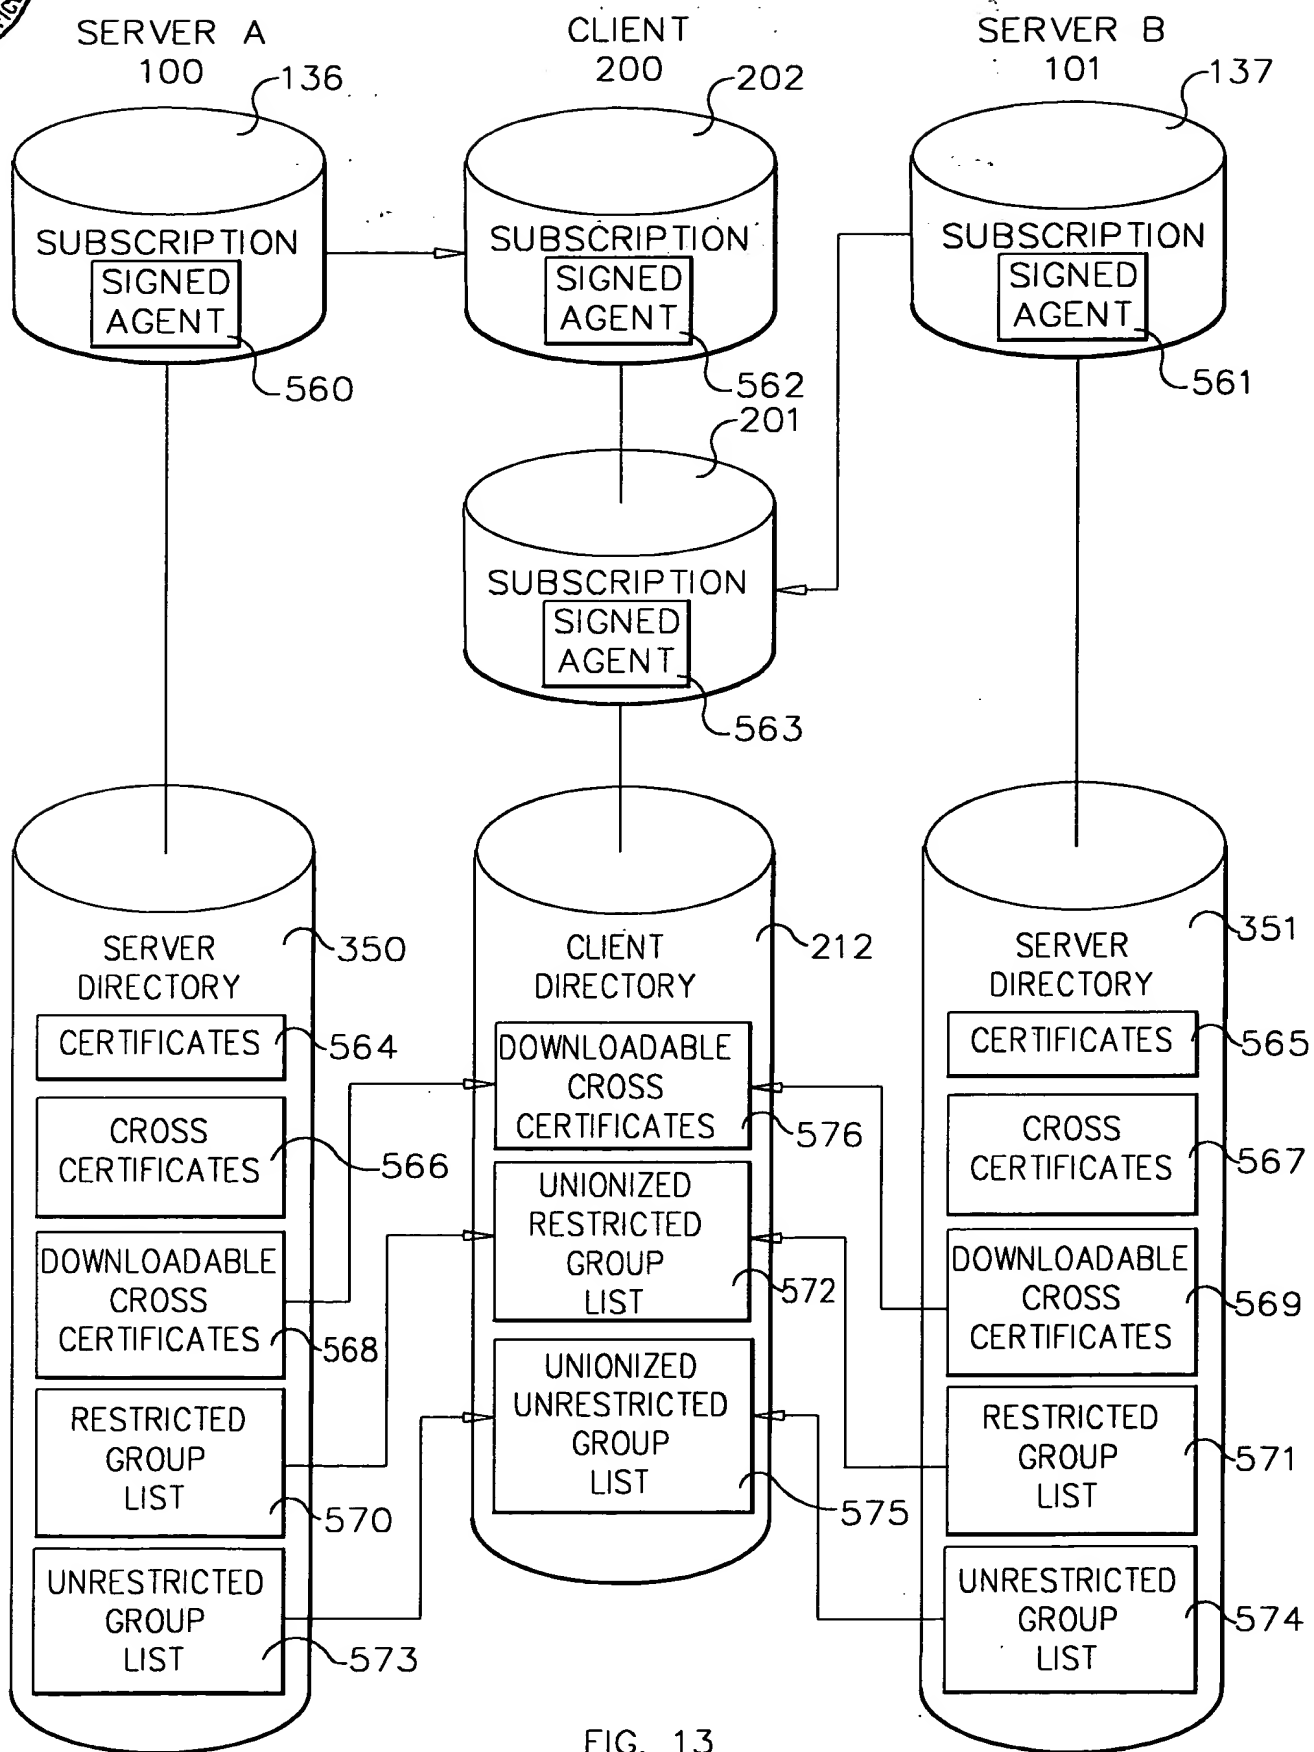 SERVER A
100
136
SUBSCRIPTION
SIGNED
AGENT
560
CLIENT
200
202
SUBSCRIPTION
SIGNED
AGENT
562
201
SUBSCRIPTION
SIGNED
AGENT
563
SERVER B
101
137
SUBSCRIPTION
SIGNED
AGENT
561
SERVER
DIRECTORY
350
CERTIFICATES
564
CROSS
CERTIFICATES
566
DOWNLOADABLE
CROSS
CERTIFICATES
568
RESTRICTED
GROUP
LIST
570
UNRESTRICTED
GROUP
LIST
573
CLIENT
DIRECTORY
212
DOWNLOADABLE
CROSS
CERTIFICATES
576
UNIONIZED
RESTRICTED
GROUP
LIST
572
UNIONIZED
UNRESTRICTED
GROUP
LIST
575
SERVER
DIRECTORY
351
CERTIFICATES
565
CROSS
CERTIFICATES
567
DOWNLOADABLE
CROSS
CERTIFICATES
569
RESTRICTED
GROUP
LIST
571
UNRESTRICTED
GROUP
LIST
574
FIG. 13